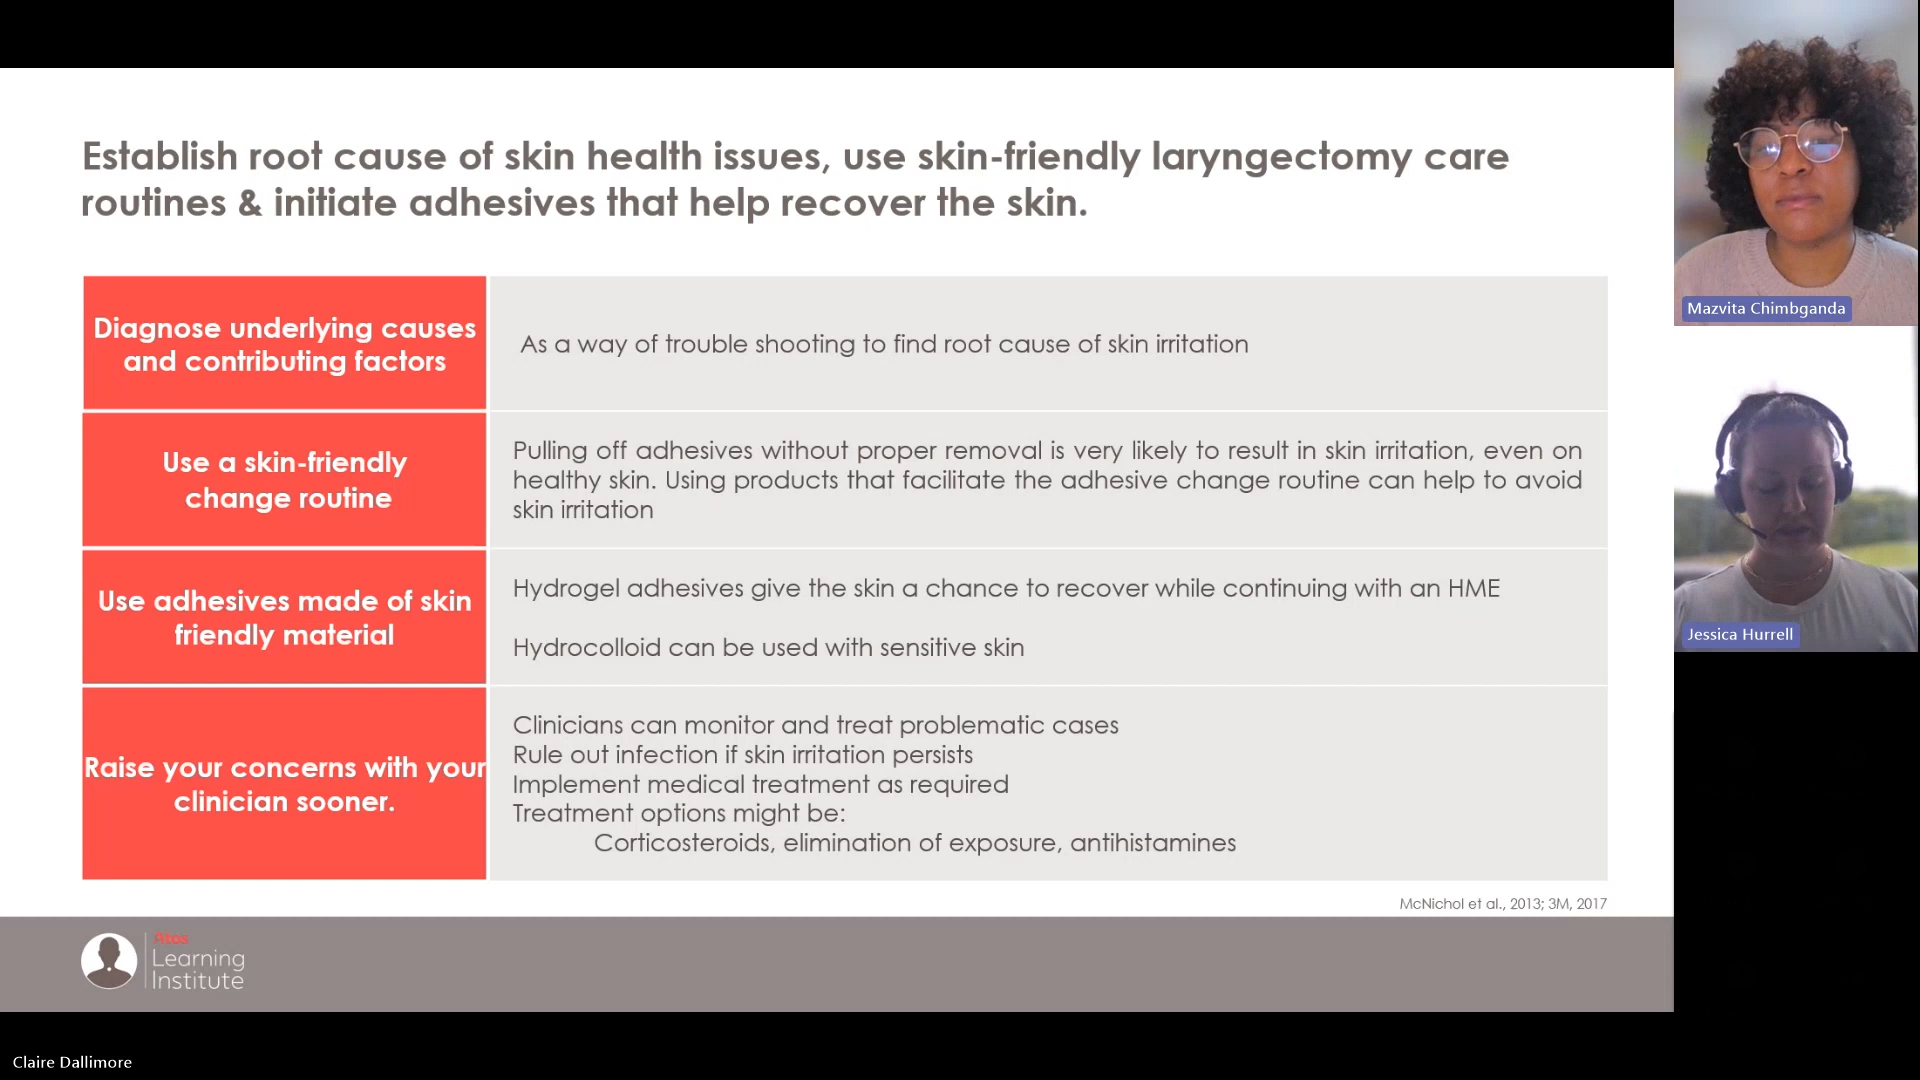 Establish root cause of skin health issues, use skin-friendly laryngectomy care
routines & initiate adhesives that help recover the skin.
Diagnose underlying causes
and contributing factors
As a way of trouble shooting to find root cause of skin irritation
Use a skin-friendly
change routine
Pulling off adhesives without proper removal is very likely to result in skin irritation, even on
healthy skin. Using products that facilitate the adhesive change routine can help to avoid
skin irritation
Use adhesives made of skin
friendly material
Hydrogel adhesives give the skin a chance to recover while continuing with an HME
Hydrocolloid can be used with sensitive skin
Raise your concerns with your
clinician sooner.
Clinicians can monitor and treat problematic cases
Rule out infection if skin irritation persists
Implement medical treatment as required
Treatment options might be:
Corticosteroids, elimination of exposure, antihistamines
McNichol et al., 2013; 3M, 2017
Atos
Learning
Institute
Mazvita Chimbganda
Jessica Hurrell
Claire Dallimore